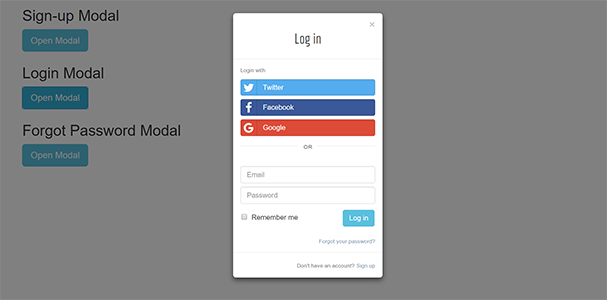 Sign-up Modal
Open Modal
Login Modal
Open Modal
Forgot Password Modal
Open Modal
×
Log in
Login with
Twitter
Facebook
Google
OR
Email
Password
Remember me
Log in
Forgot your password?
Don't have an account? Sign up